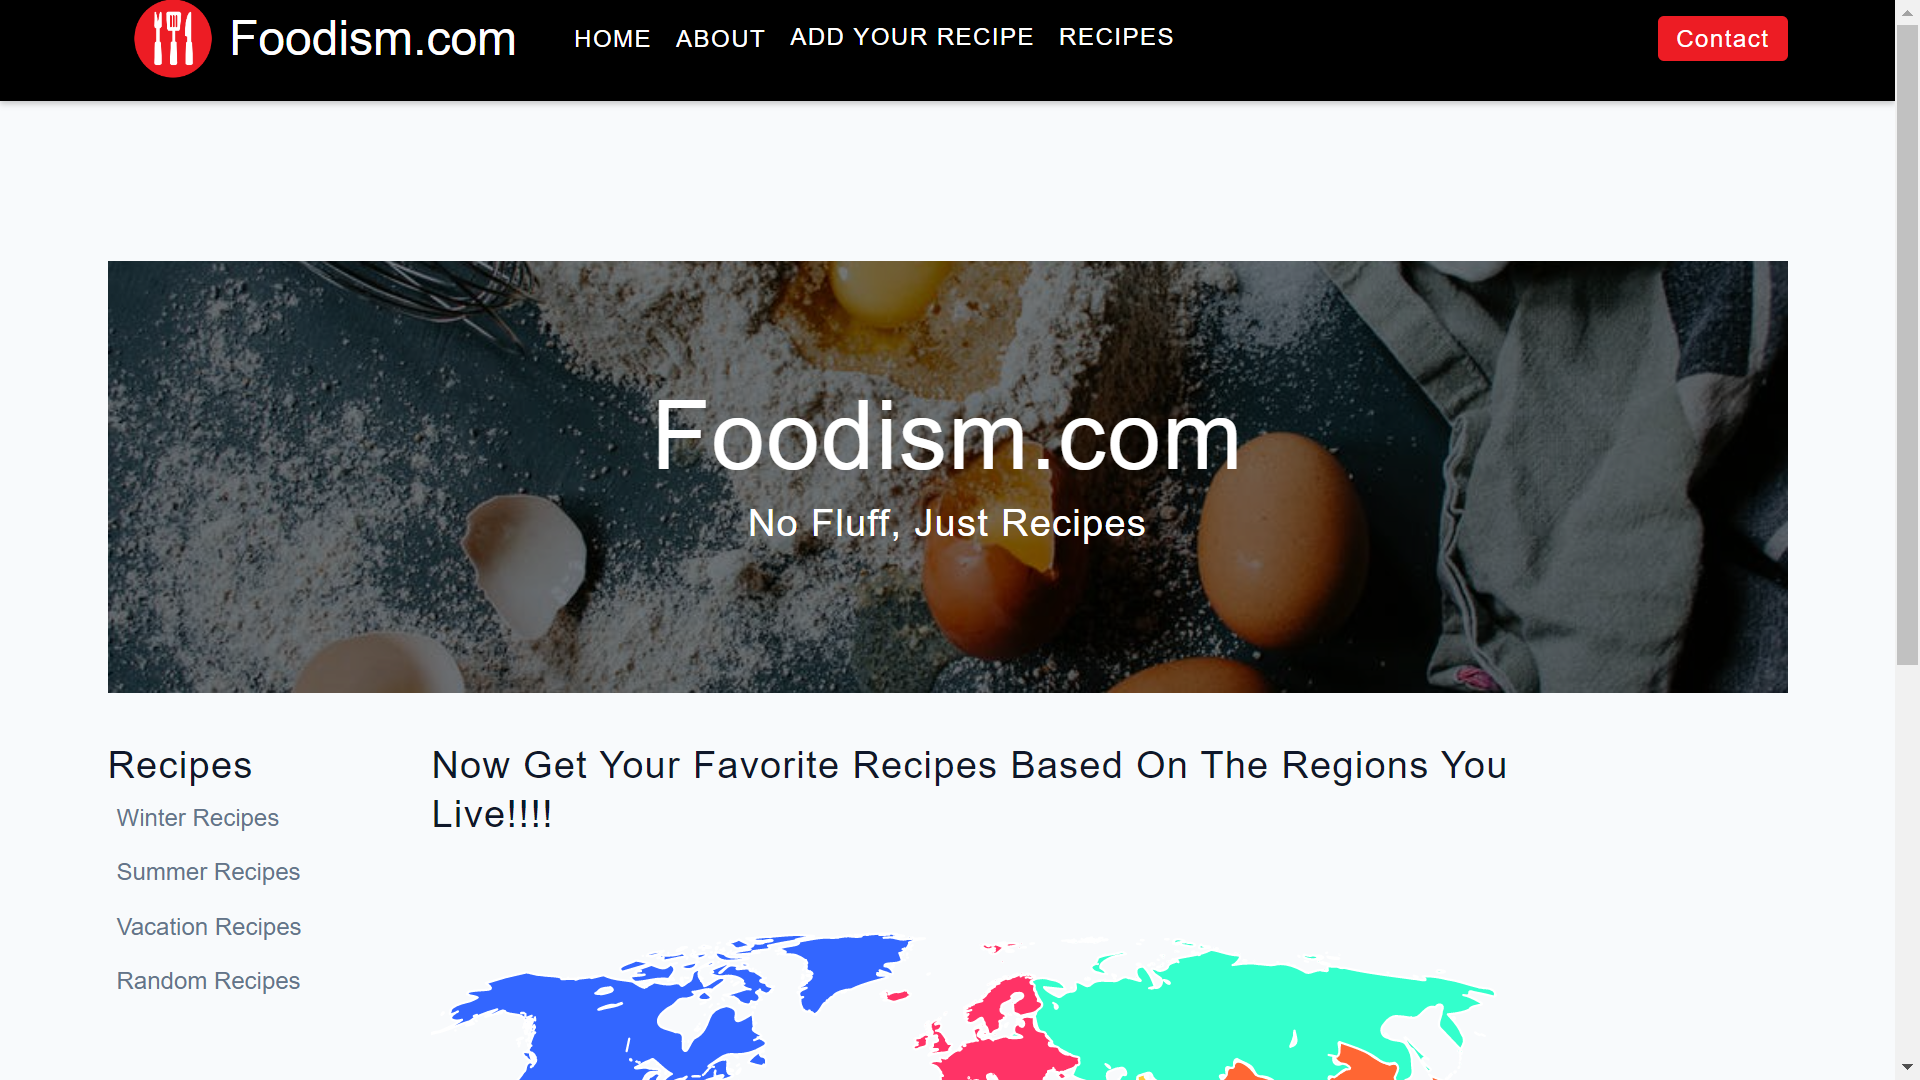 Foodism.com
HOME
ABOUT
ADD YOUR RECIPE
RECIPES
Contact
Foodism.com
No Fluff, Just Recipes
Recipes
Winter Recipes
Summer Recipes
Vacation Recipes
Random Recipes
Now Get Your Favorite Recipes Based On The Regions You
Live!!!!